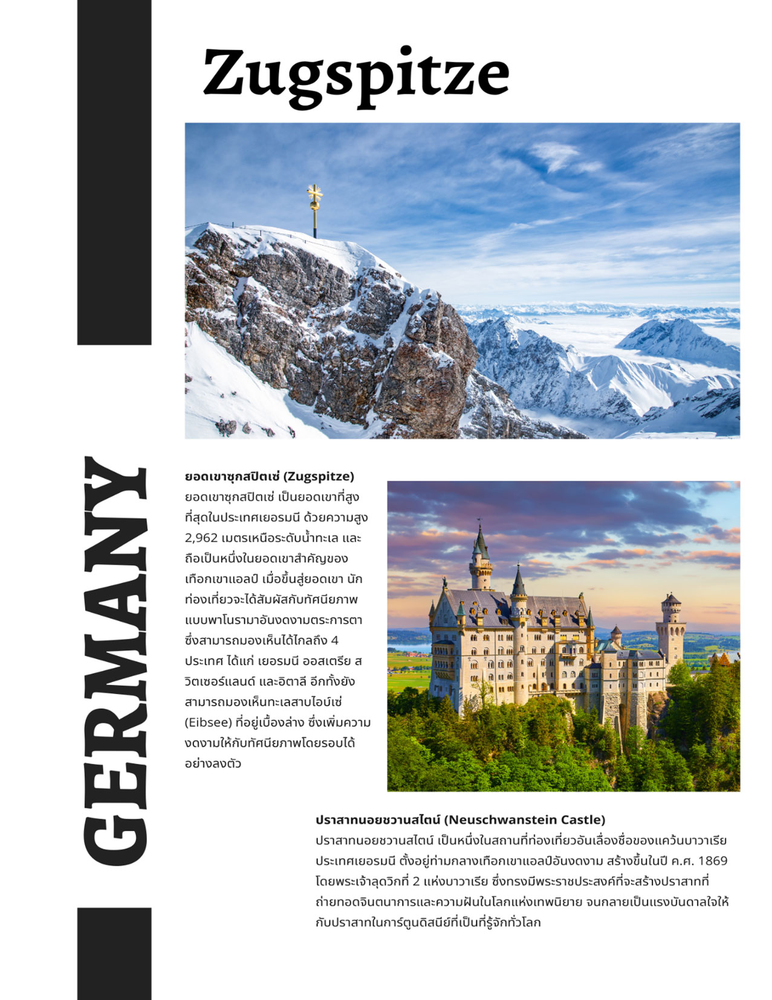 Zugspitze
GERMANY
ยอดเขาซุกสปิตเซ่ (Zugspitze)
ยอดเขาซุกสปิตเซ่ เป็นยอดเขาที่สูง
ที่สุดในประเทศเยอรมนี ด้วยความสูง
2,962 เมตรเหนือระดับน้ำทะเล และ
ถือเป็นหนึ่งในยอดเขาสำคัญของ
เทือกเขาแอลป์ เมื่อขึ้นสู่ยอดเขา นัก
ท่องเที่ยวจะได้สัมผัสกับทัศนียภาพ
แบบพาโนรามาอันงดงามตระการตา
ซึ่งสามารถมองเห็นได้ไกลถึง 4
ประเทศ ได้แก่ เยอรมนี ออสเตรีย ส
วิตเซอร์แลนด์ และอิตาลี อีกทั้งยัง
สามารถมองเห็นทะเลสาบไอบ์เซ่
(Eibsee) ที่อยู่เบื้องล่าง ซึ่งเพิ่มความ
งดงามให้กับทัศนียภาพโดยรอบได้
อย่างลงตัว
ปราสาทนอยชวานสไตน์ (Neuschwanstein Castle)
ปราสาทนอยชวานสไตน์ เป็นหนึ่งในสถานที่ท่องเที่ยวอันเลื่องชื่อของแคว้นบาวาเรีย
ประเทศเยอรมนี ตั้งอยู่ท่ามกลางเทือกเขาแอลป์อันงดงาม สร้างขึ้นในปี ค.ศ. 1869
โดยพระเจ้าลุดวิกที่ 2 แห่งบาวาเรีย ซึ่งทรงมีพระราชประสงค์ที่จะสร้างปราสาทที่
ถ่ายทอดจินตนาการและความฝันในโลกแห่งเทพนิยาย จนกลายเป็นแรงบันดาลใจให้
กับปราสาทในการ์ตูนดิสนีย์ที่เป็นที่รู้จักทั่วโลก